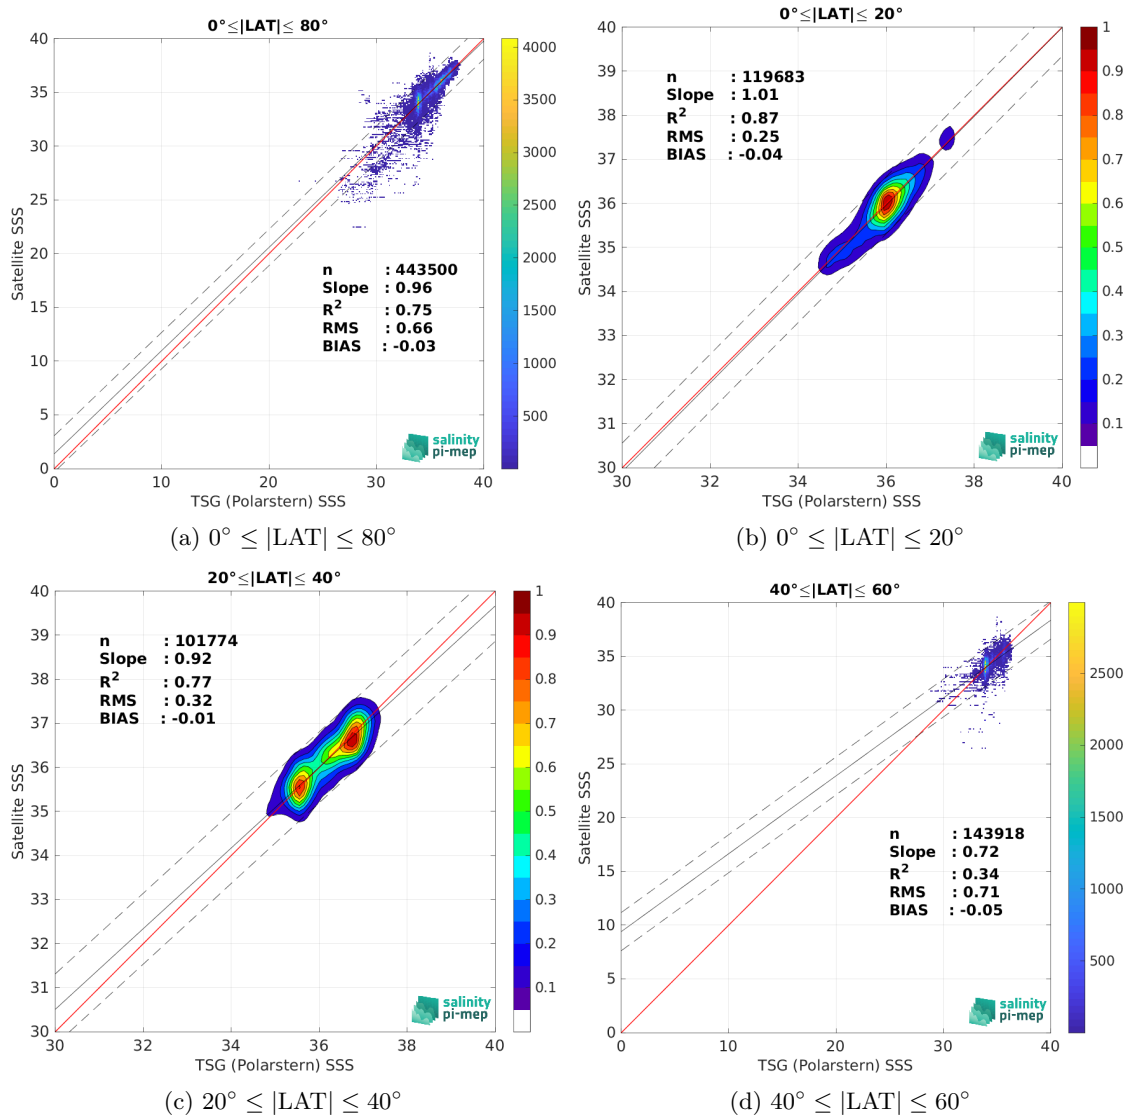 0°≤|LAT|≤ 80°
40
35
30
25
20
15
10
5
0
0
10
20
30
40
Satellite SSS
TSG (Polarstern) SSS
n : 443500
Slope : 0.96
R² : 0.75
RMS : 0.66
BIAS : -0.03
salinity
pi-mep
4000
3500
3000
2500
2000
1500
1000
500
(a) 0° ≤ |LAT| ≤ 80°
0°≤|LAT|≤ 20°
40
39
38
37
36
35
34
33
32
31
30
30
32
34
36
38
40
Satellite SSS
TSG (Polarstern) SSS
n : 119683
Slope : 1.01
R² : 0.87
RMS : 0.25
BIAS : -0.04
salinity
pi-mep
1
0.9
0.8
0.7
0.6
0.5
0.4
0.3
0.2
0.1
(b) 0° ≤ |LAT| ≤ 20°
20°≤|LAT|≤ 40°
40
39
38
37
36
35
34
33
32
31
30
30
32
34
36
38
40
Satellite SSS
TSG (Polarstern) SSS
n : 101774
Slope : 0.92
R² : 0.77
RMS : 0.32
BIAS : -0.01
salinity
pi-mep
1
0.9
0.8
0.7
0.6
0.5
0.4
0.3
0.2
0.1
(c) 20° ≤ |LAT| ≤ 40°
40°≤|LAT|≤ 60°
40
35
30
25
20
15
10
5
0
0
10
20
30
40
Satellite SSS
TSG (Polarstern) SSS
n : 143918
Slope : 0.72
R² : 0.34
RMS : 0.71
BIAS : -0.05
salinity
pi-mep
2500
2000
1500
1000
500
(d) 40° ≤ |LAT| ≤ 60°